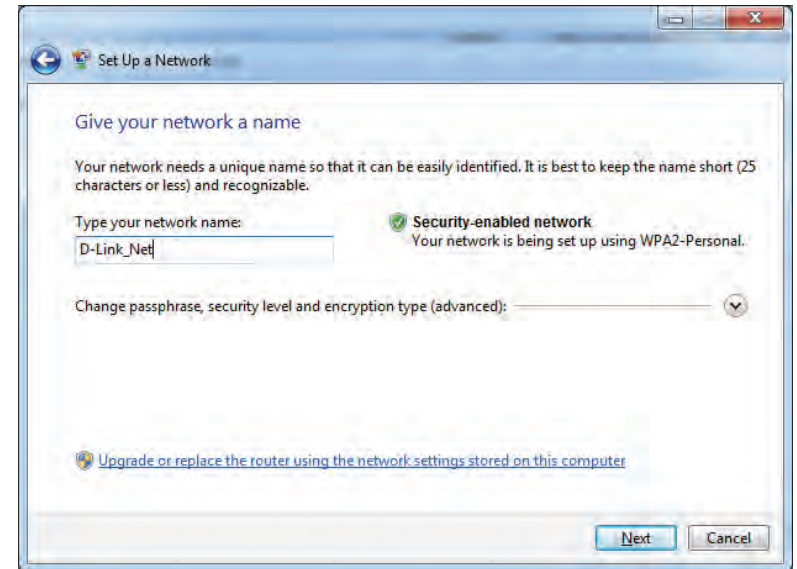 Set Up a Network
Give your network a name
Your network needs a unique name so that it can be easily identified. It is best to keep the name short (25
characters or less) and recognizable.
Type your network name:
D-Link_Net
Security-enabled network
Your network is being set up using WPA2-Personal.
Change passphrase, security level and encryption type (advanced):
Upgrade or replace the router using the network settings stored on this computer
Next
Cancel